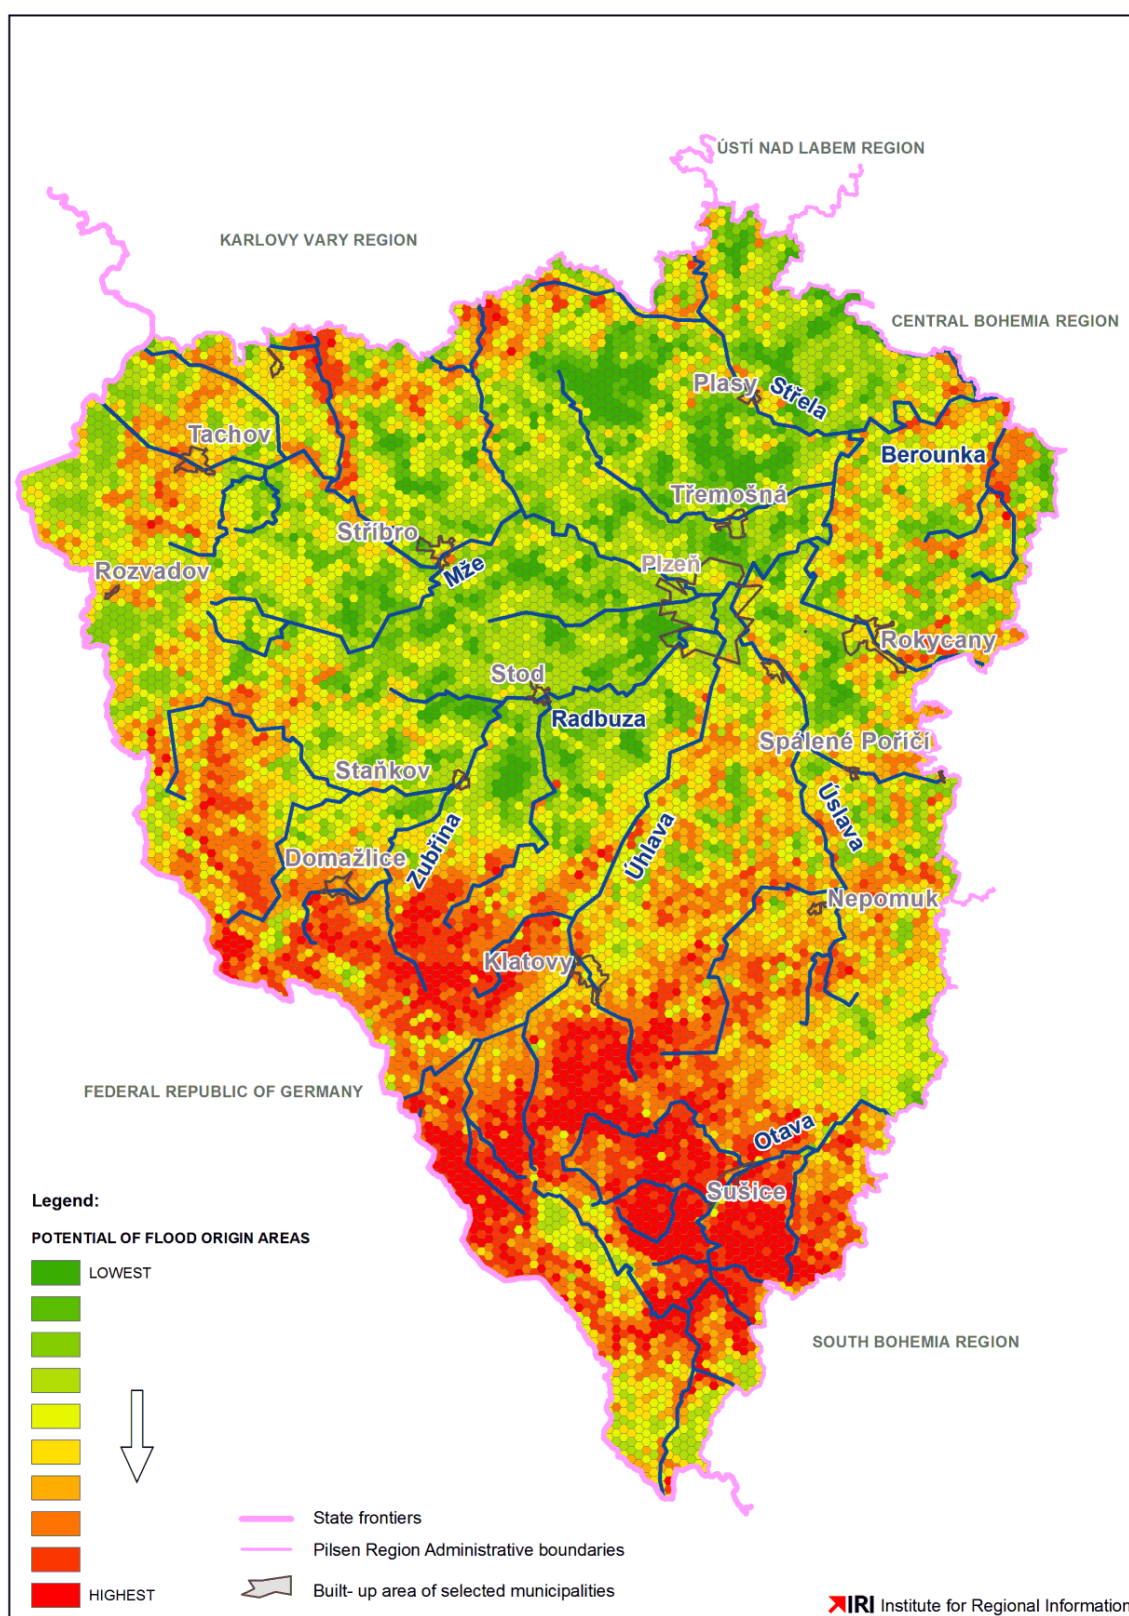 ÚSTÍ NAD LABEM REGION
KARLOVY VARY REGION
CENTRAL BOHEMIA REGION
Plasy
Střela
Tachov
Berounka
Třemošná
Stříbro
Plzeň
Mže
Rozvadov
Rokycany
Stod
Radbuza
Spálené Poříčí
Staňkov
Úslava
Zubřina
Úhlava
Domažlice
Nepomuk
Klatovy
FEDERAL REPUBLIC OF GERMANY
Otava
Sušice
SOUTH BOHEMIA REGION
Legend:
POTENTIAL OF FLOOD ORIGIN AREAS
LOWEST
HIGHEST
State frontiers
Pilsen Region Administrative boundaries
Built- up area of selected municipalities
IRI Institute for Regional Information